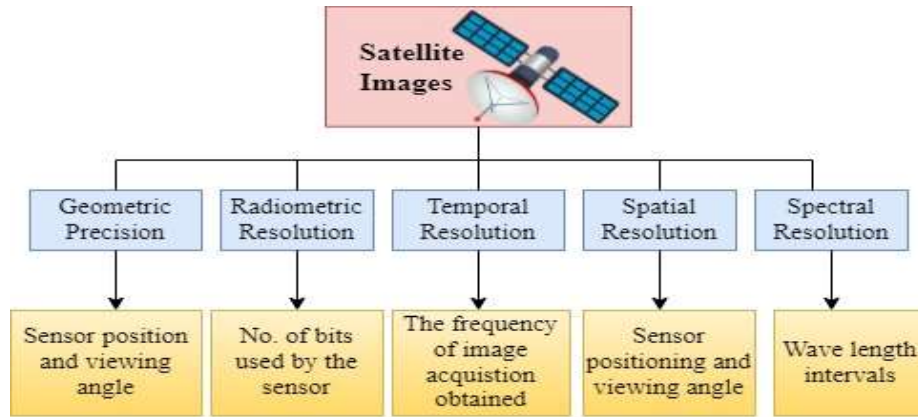 Satellite
Images
Geometric
Precision
Radiometric
Resolution
Temporal
Resolution
Spatial
Resolution
Spectral
Resolution
Sensor position
and viewing
angle
No. of bits
used by the
sensor
The frequency
of image
acquistion
obtained
Sensor
positioning and
viewing angle
Wave length
intervals